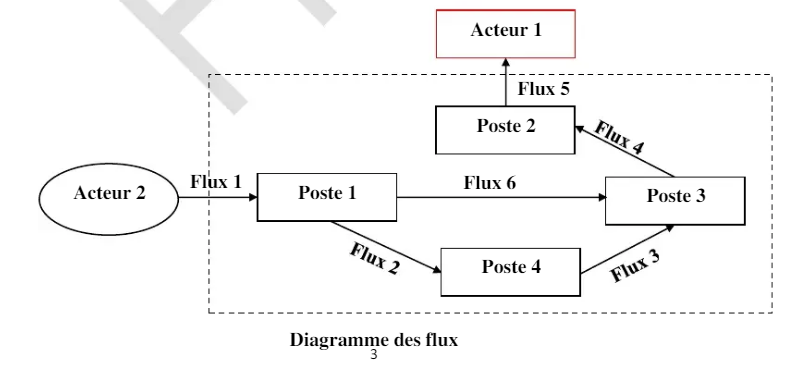 Acteur 1
Flux 5
Poste 2
Flux 4
Acteur 2
Flux 1
Poste 1
Flux 6
Poste 3
Flux 2
Poste 4
Flux 3
Diagramme des flux
3